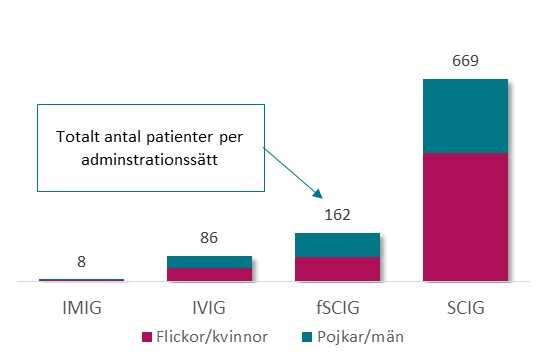 669
Totalt antal patienter per
adminstrationssätt
162
86
8
IMIG IVIG fSCIG SCIG
Flickor/kvinnor Pojkar/män